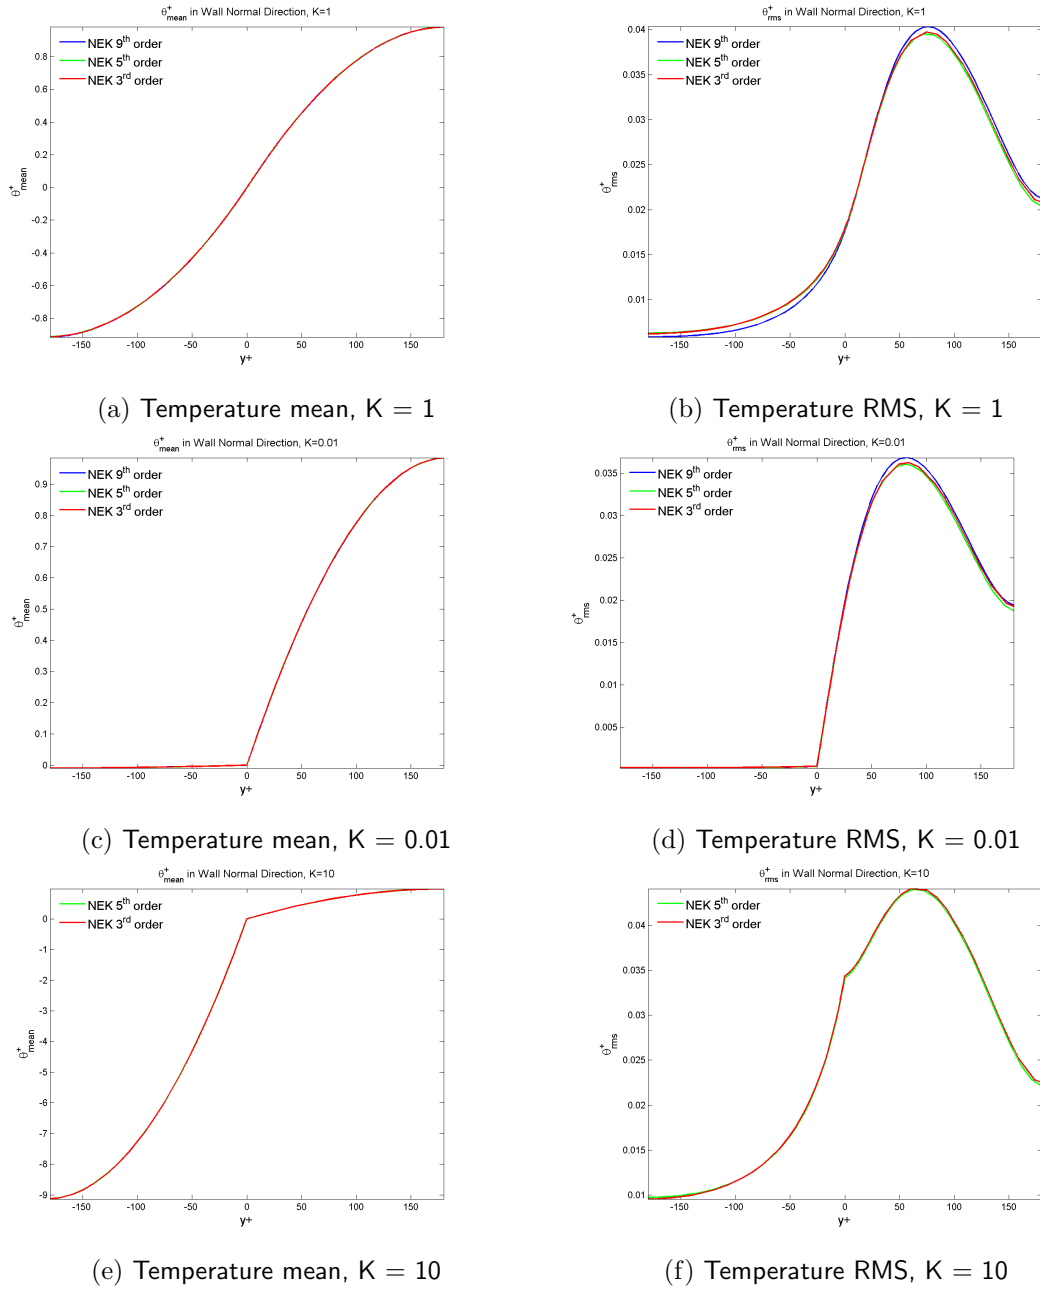 θ⁺mean in Wall Normal Direction, K=1
NEK 9th order
NEK 5th order
NEK 3rd order
0.8
0.6
0.4
0.2
0
-0.2
-0.4
-0.6
-0.8
θ⁺mean
-150 -100 -50 0 50 100 150
y+
(a) Temperature mean, K = 1
θ⁺rms in Wall Normal Direction, K=1
NEK 9th order
NEK 5th order
NEK 3rd order
0.04
0.035
0.03
0.025
0.02
0.015
0.01
θ⁺rms
-150 -100 -50 0 50 100 150
y+
(b) Temperature RMS, K = 1
θ⁺mean in Wall Normal Direction, K=0.01
NEK 9th order
NEK 5th order
NEK 3rd order
0.9
0.8
0.7
0.6
0.5
0.4
0.3
0.2
0.1
0
θ⁺mean
-150 -100 -50 0 50 100 150
y+
(c) Temperature mean, K = 0.01
θ⁺rms in Wall Normal Direction, K=0.01
NEK 9th order
NEK 5th order
NEK 3rd order
0.035
0.03
0.025
0.02
0.015
0.01
0.005
θ⁺rms
-150 -100 -50 0 50 100 150
y+
(d) Temperature RMS, K = 0.01
θ⁺mean in Wall Normal Direction, K=10
NEK 5th order
NEK 3rd order
0
-1
-2
-3
-4
-5
-6
-7
-8
-9
θ⁺mean
-150 -100 -50 0 50 100 150
y+
(e) Temperature mean, K = 10
θ⁺rms in Wall Normal Direction, K=10
NEK 5th order
NEK 3rd order
0.04
0.035
0.03
0.025
0.02
0.015
0.01
θ⁺rms
-150 -100 -50 0 50 100 150
y+
(f) Temperature RMS, K = 10